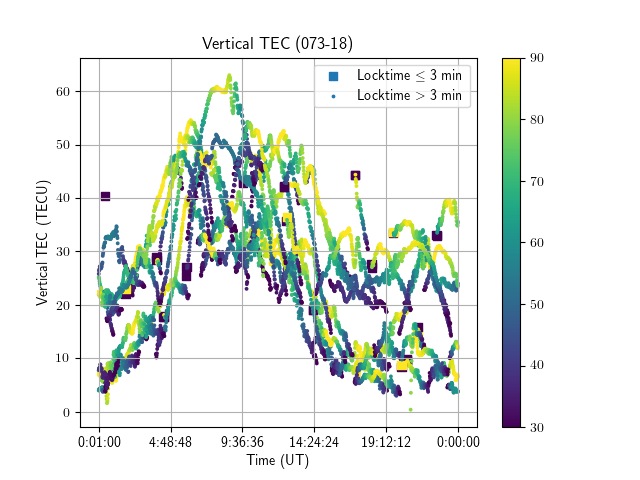 Vertical TEC (073-18)
Locktime ≤ 3 min
Locktime > 3 min
Vertical TEC (TECU)
60
50
40
30
20
10
0
0:01:00 4:48:48 9:36:36 14:24:24 19:12:12 0:00:00
Time (UT)
90
80
70
60
50
40
30